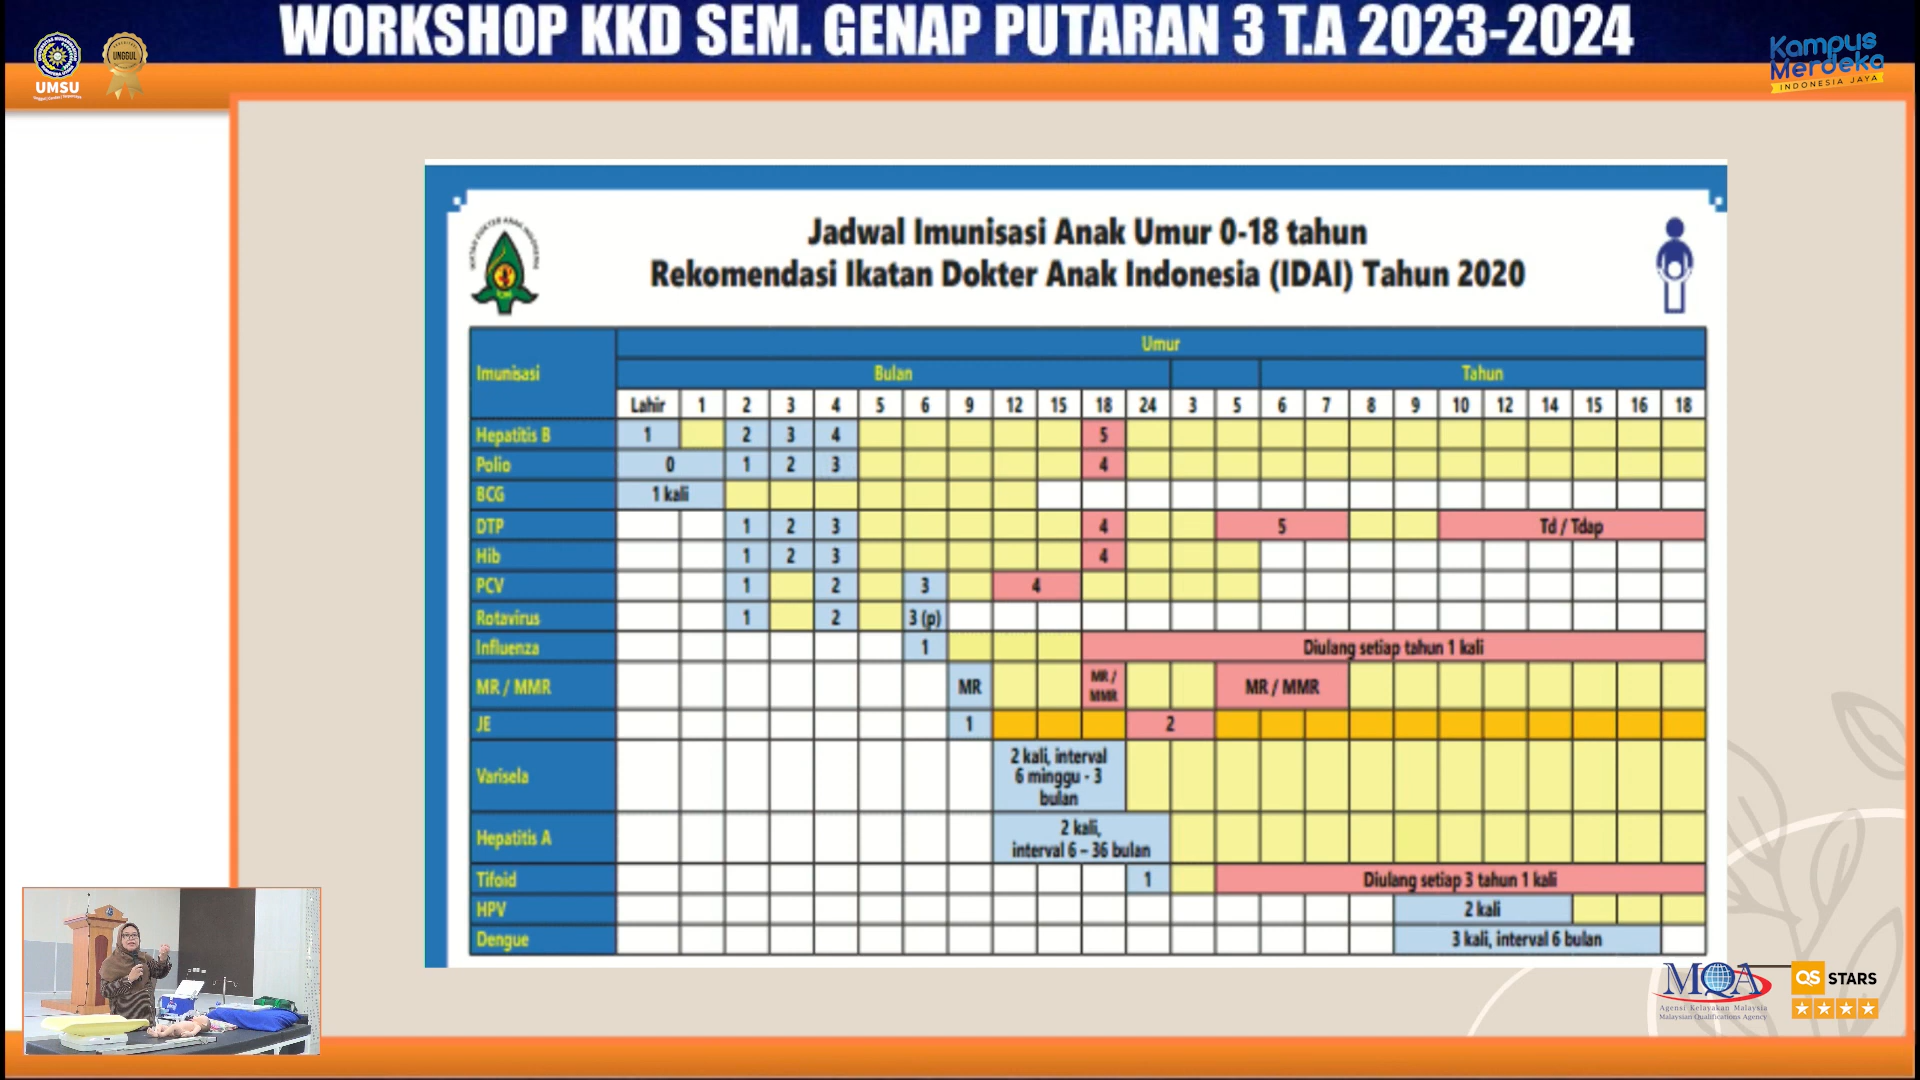 WORKSHOP KKD SEM. GENAP PUTARAN 3 T.A 2023-2024
UMSU
UNGGUL
Kampus
Merdeka
INDONESIA JAYA
Jadwal Imunisasi Anak Umur 0-18 tahun
Rekomendasi Ikatan Dokter Anak Indonesia (IDAI) Tahun 2020
Imunisasi Umur
Bulan Tahun
Lahir 1 2 3 4 5 6 9 12 15 18 24 3 5 6 7 8 9 10 12 14 15 16 18
Hepatitis B 1 2 3 4 5
Polio 0 1 2 3 4
BCG 1 kali
DTP 1 2 3 4 5 Td / Tdap
Hib 1 2 3 4
PCV 1 2 3 4
Rotavirus 1 2 3 (p)
Influenza 1 Diulang setiap tahun 1 kali
MR / MMR MR MR / MMR MR / MMR
JE 1 2
Varisela 2 kali, interval
6 minggu - 3
bulan
Hepatitis A 2 kali,
interval 6 – 36 bulan
Tifoid 1 Diulang setiap 3 tahun 1 kali
HPV 2 kali
Dengue 3 kali, interval 6 bulan
MQA
Agensi Kelayakan Malaysia
Malaysian Qualifications Agency
QS STARS